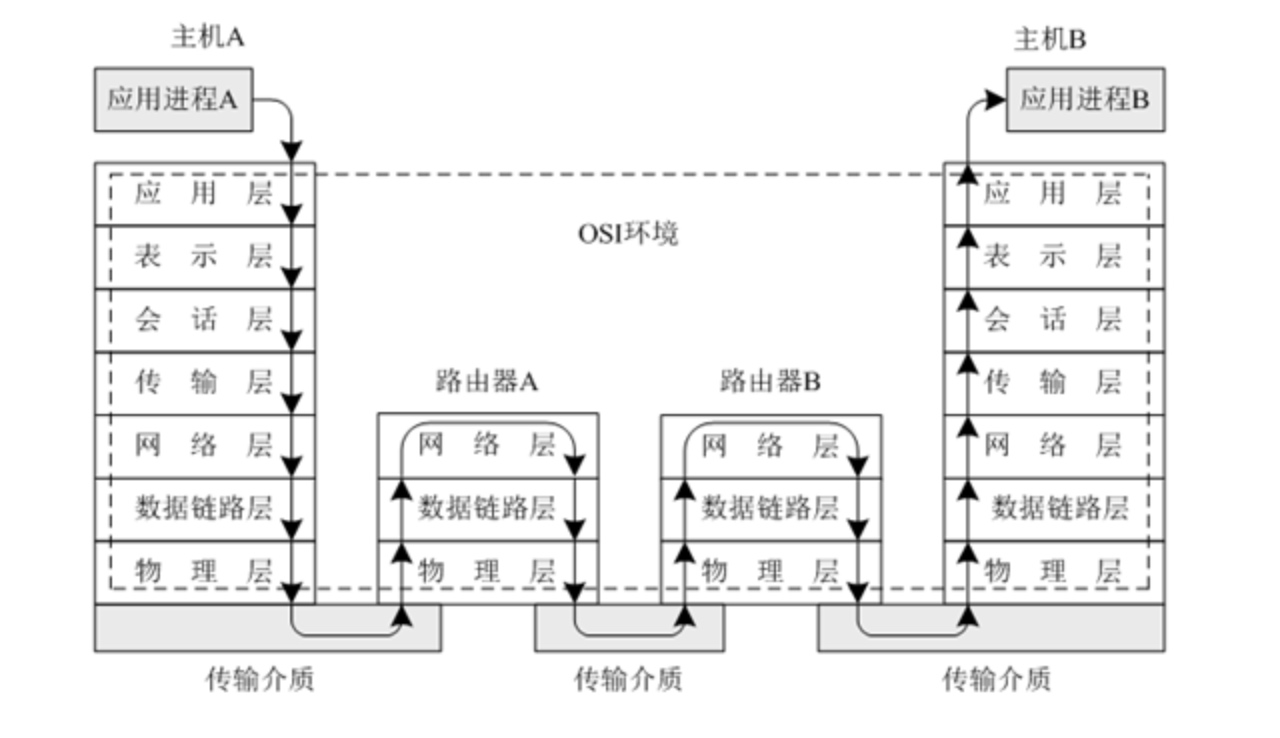 主机A
主机B
应用进程A
应用进程B
应用层
应用层
OSI环境
表示层
表示层
会话层
会话层
路由器A
路由器B
传输层
传输层
网络层
网络层
网络层
网络层
数据链路层
数据链路层
数据链路层
数据链路层
物理层
物理层
物理层
物理层
传输介质
传输介质
传输介质